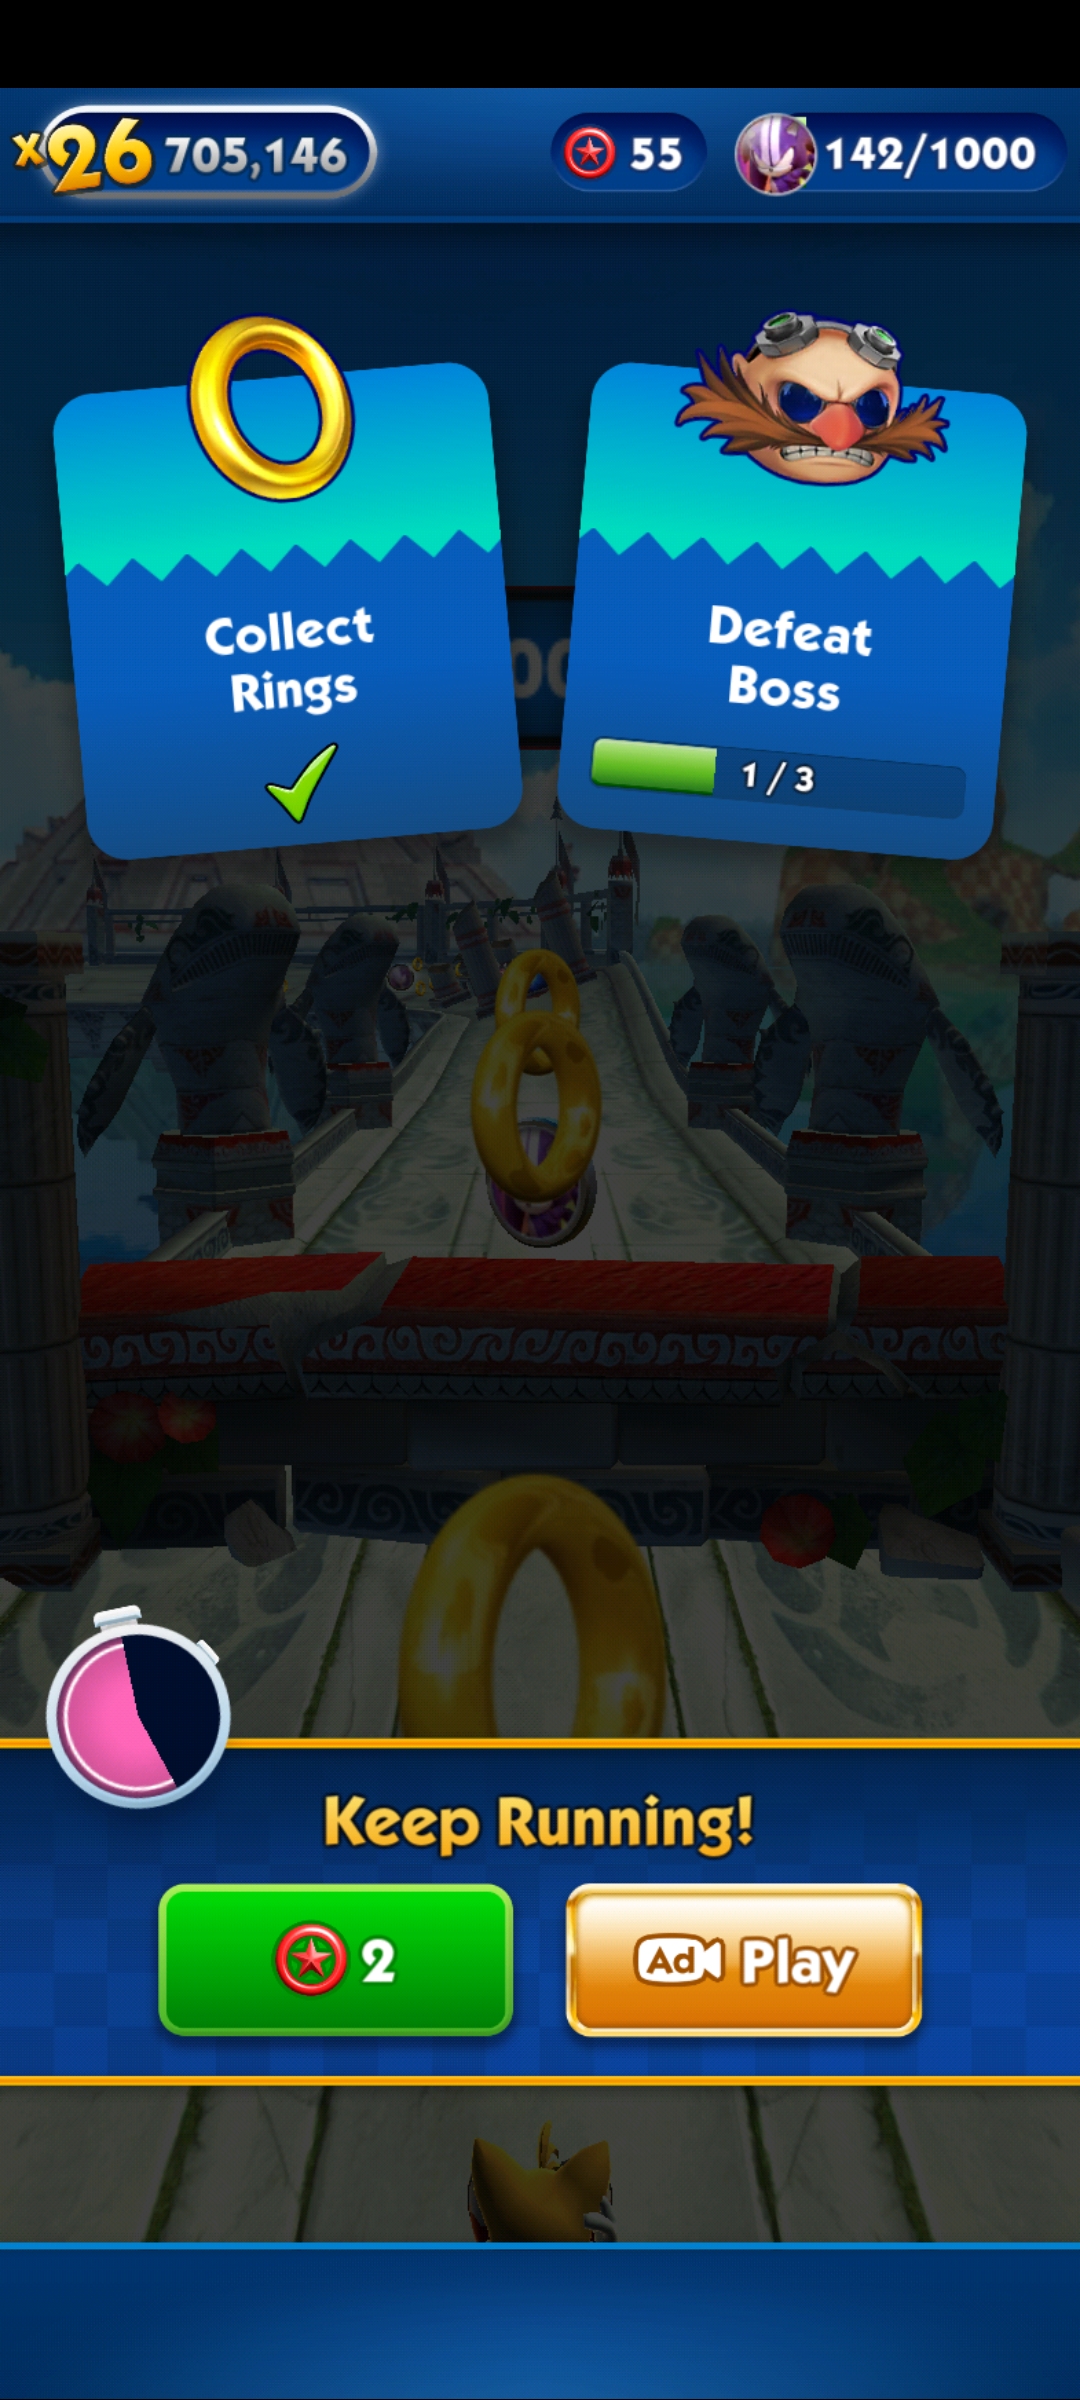 x26 705,146 55 142/1000
Collect
Rings
Defeat
Boss
1 / 3
Keep Running!
2
Ad Play